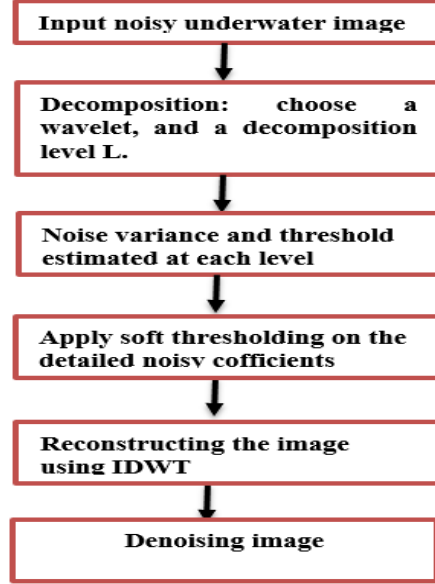 Input noisy underwater image
Decomposition: choose a
wavelet, and a decomposition
level L.
Noise variance and threshold
estimated at each level
Apply soft thresholding on the
detailed noisy cofficients
Reconstructing the image
using IDWT
Denoising image